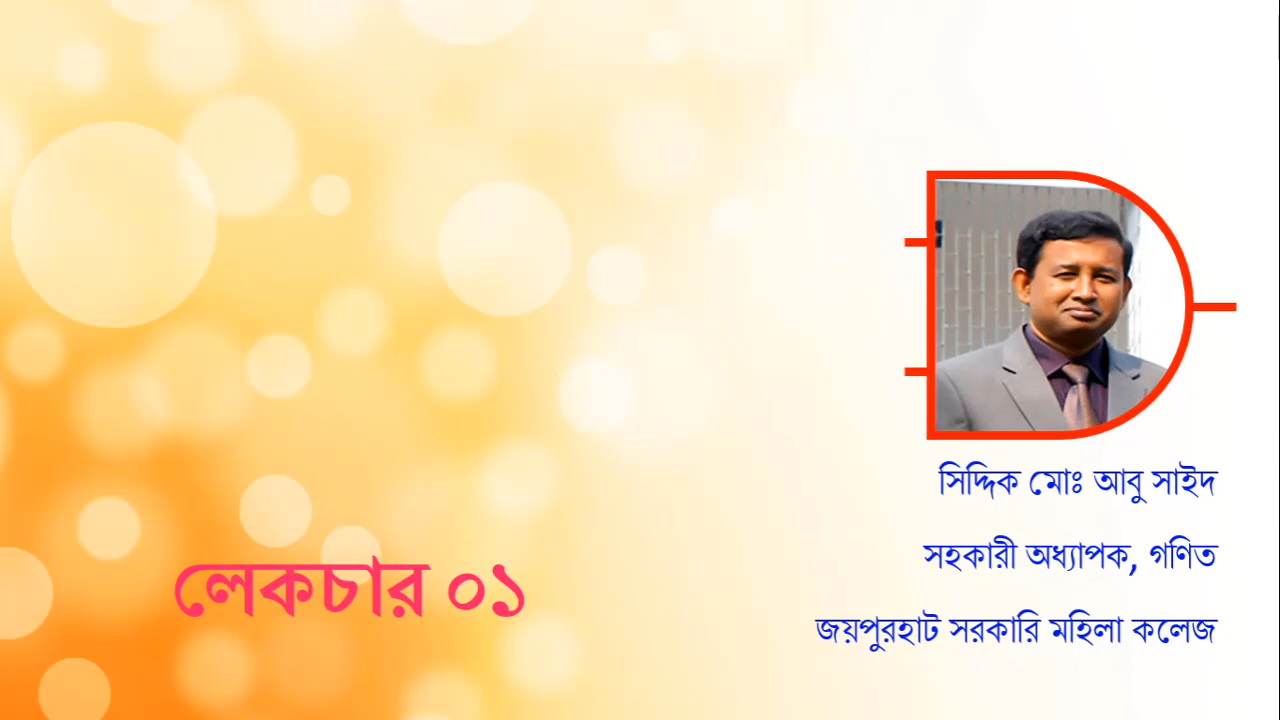 সিদ্দিক মোঃ আবু সাইদ
সহকারী অধ্যাপক, গণিত
লেকচার ০১
জয়পুরহাট সরকারি মহিলা কলেজ